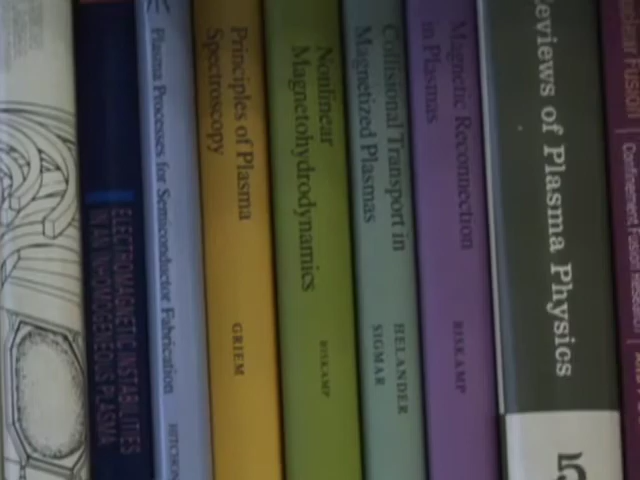 ELECTROMAGNETIC INSTABILITIES
IN AN INHOMOGENEOUS PLASMA
Plasma Processes for Semiconductor Fabrication
Principles of Plasma
Spectroscopy
GRIEM
Nonlinear
Magnetohydrodynamics
BISKAMP
Collisional Transport in
Magnetized Plasmas
HELANDER
SIGMAR
Magnetic Reconnection
in Plasmas
BISKAMP
Reviews of Plasma Physics
5
Fusion